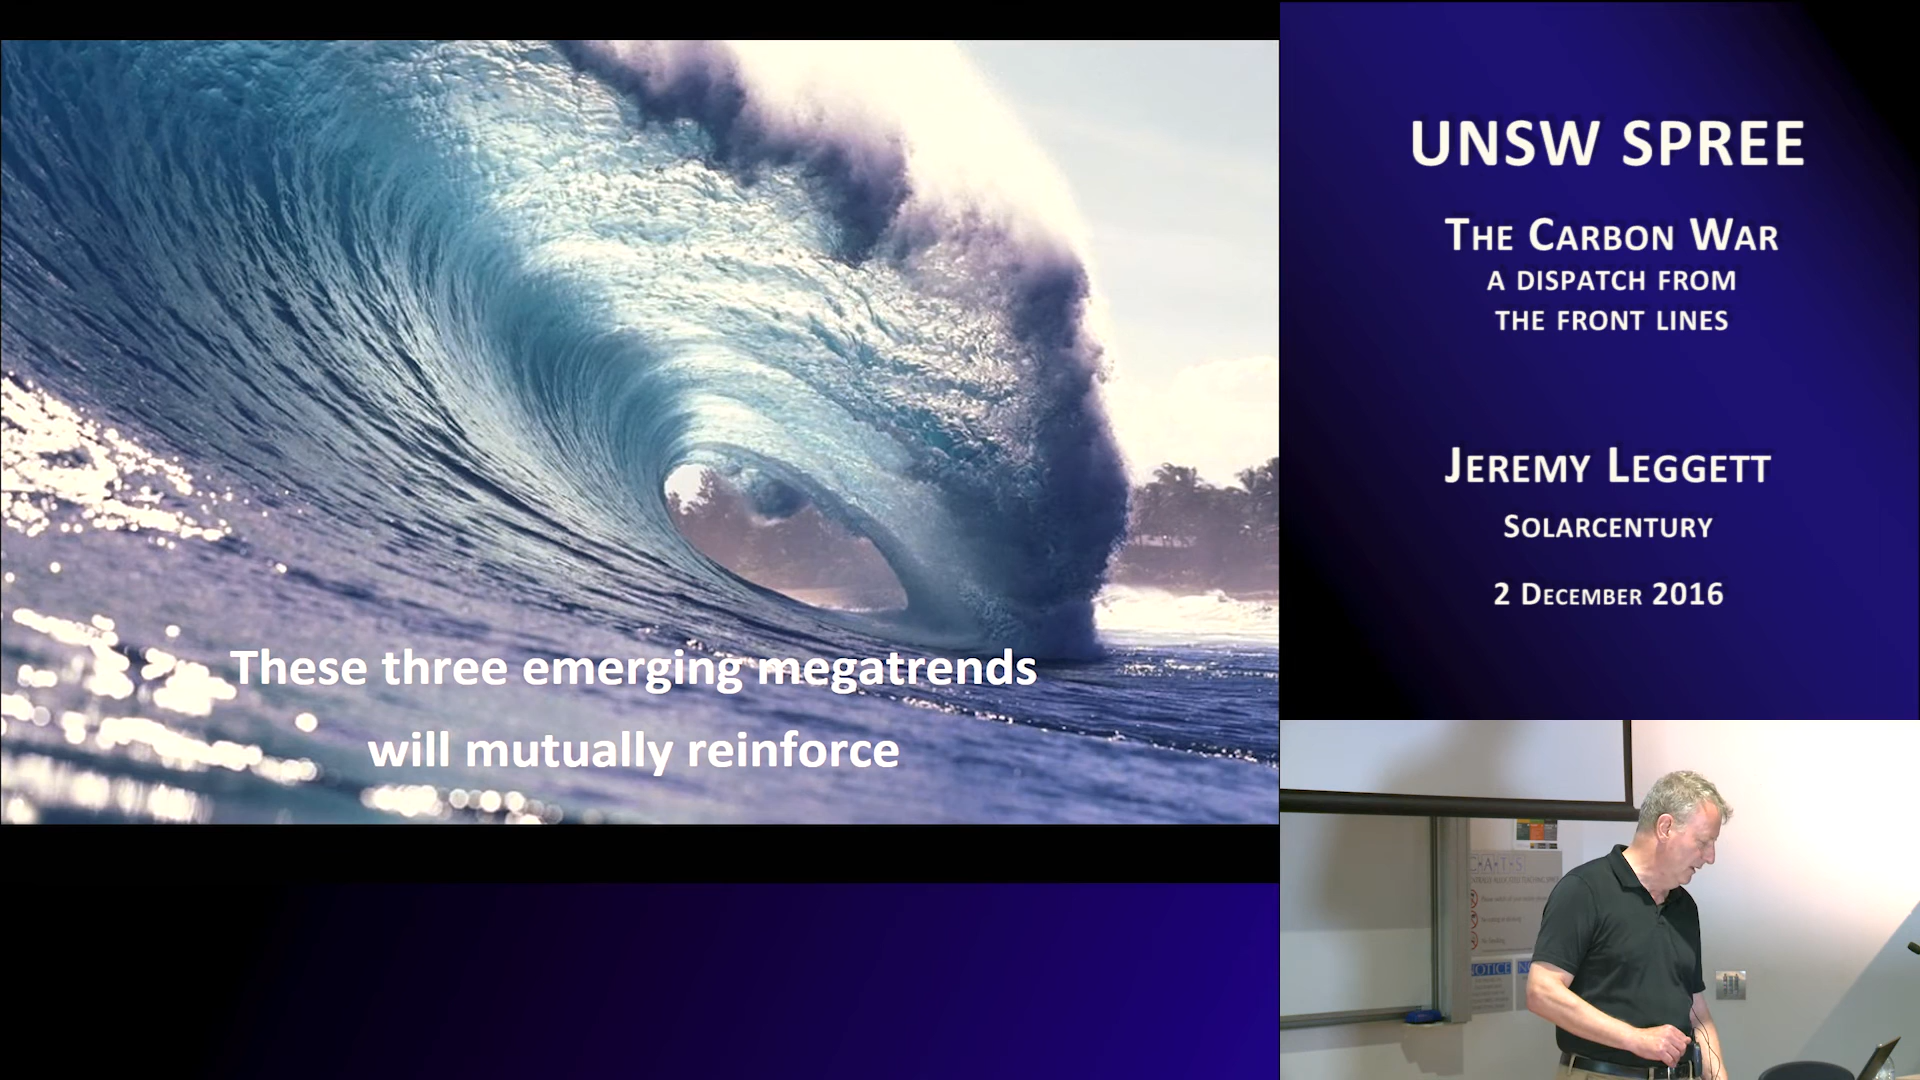 These three emerging megatrends
will mutually reinforce
UNSW SPREE
THE CARBON WAR
A DISPATCH FROM
THE FRONT LINES
JEREMY LEGGETT
SOLARCENTURY
2 DECEMBER 2016
NOTICE